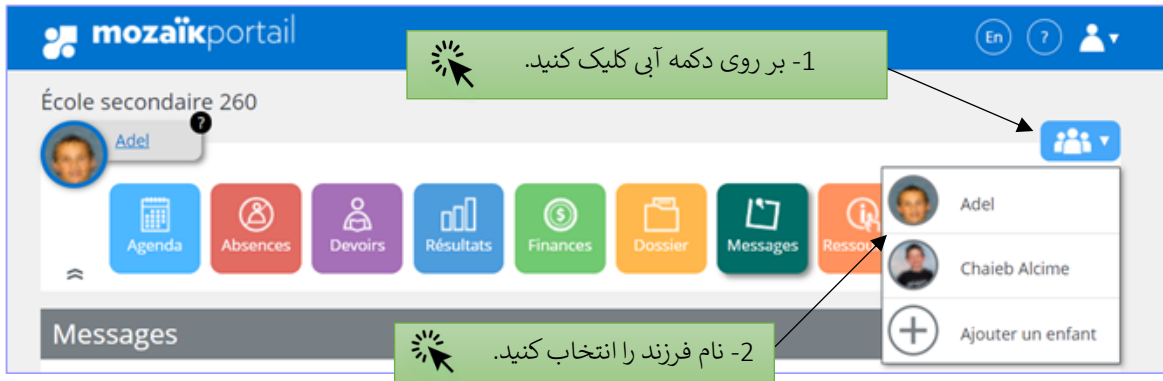 mozaïkportail
En ?
1- بر روی دکمه آبی کلیک کنید.
École secondaire 260
Adel ?
Adel
Chaieb Alcime
Ajouter un enfant
Agenda Absences Devoirs Résultats Finances Dossier Messages
Messages
2- نام فرزند را انتخاب کنید.